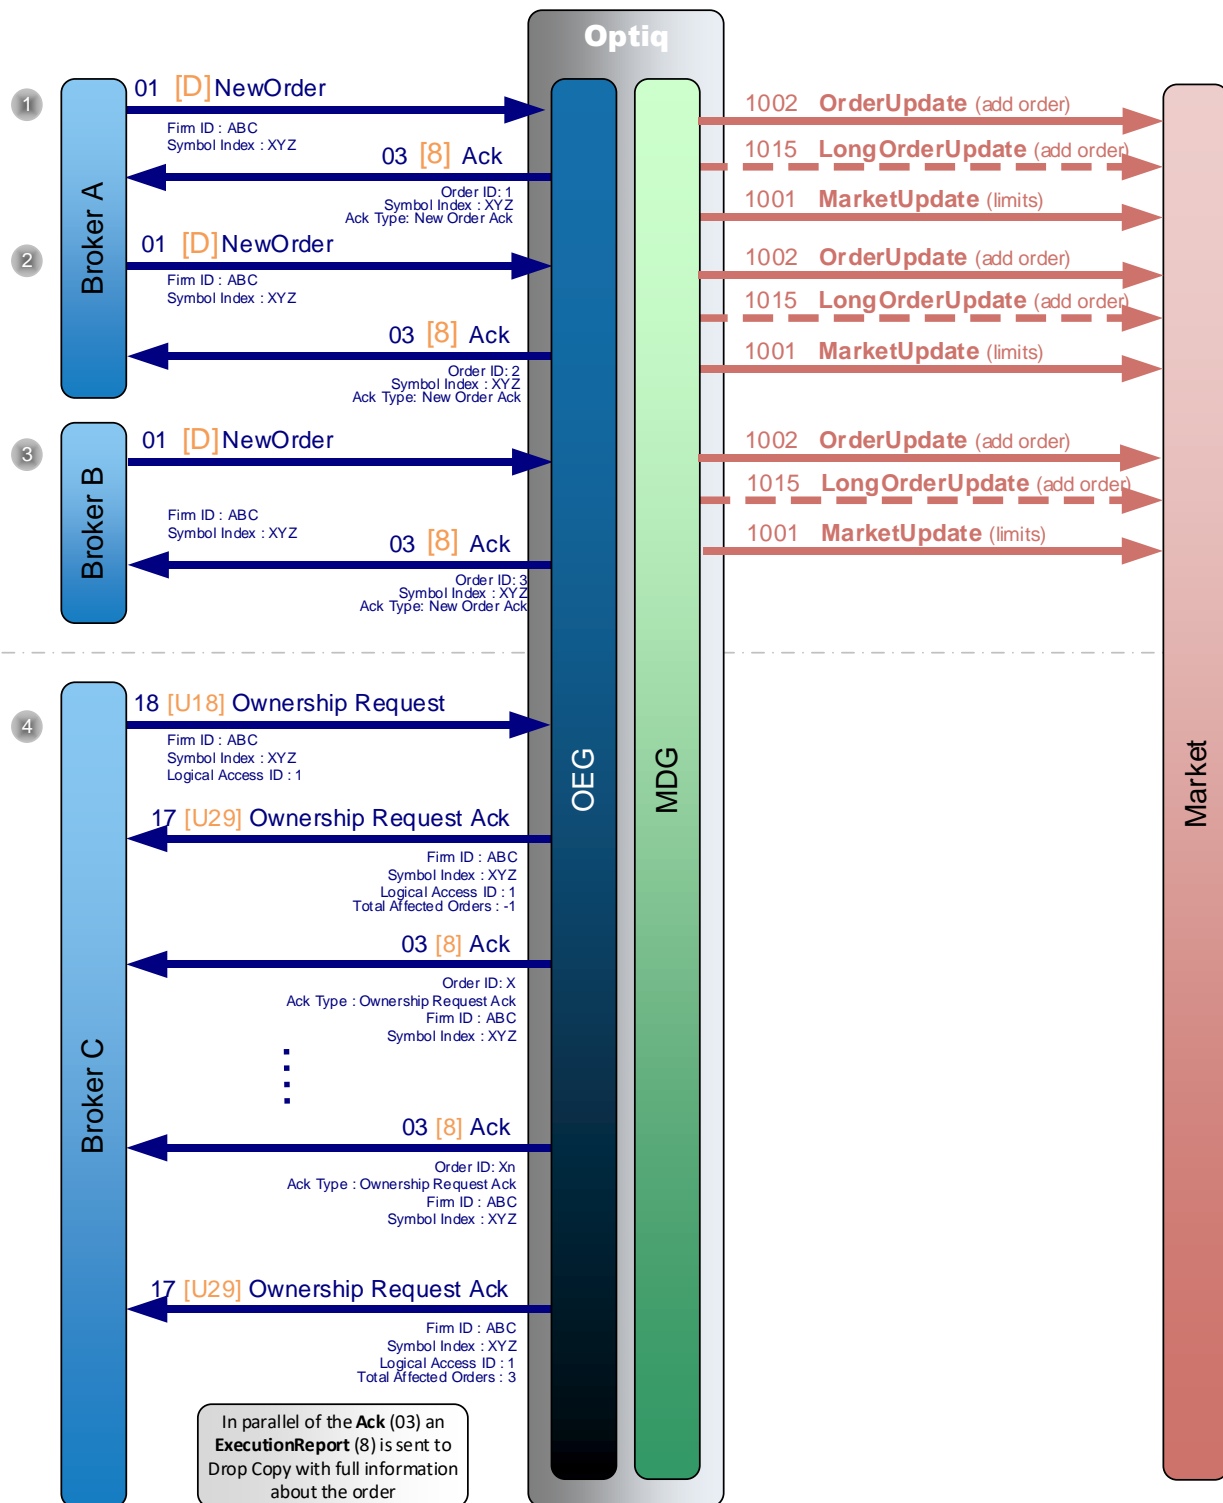 Optiq
1
01 [D] NewOrder
Firm ID : ABC
Symbol Index : XYZ
03 [8] Ack
Order ID: 1
Symbol Index : XYZ
Ack Type: New Order Ack
1002 OrderUpdate (add order)
1015 LongOrderUpdate (add order)
1001 MarketUpdate (limits)
Broker A
2
01 [D] NewOrder
Firm ID : ABC
Symbol Index : XYZ
03 [8] Ack
Order ID: 2
Symbol Index : XYZ
Ack Type: New Order Ack
1002 OrderUpdate (add order)
1015 LongOrderUpdate (add order)
1001 MarketUpdate (limits)
3
Broker B
01 [D] NewOrder
Firm ID : ABC
Symbol Index : XYZ
03 [8] Ack
Order ID: 3
Symbol Index : XYZ
Ack Type: New Order Ack
1002 OrderUpdate (add order)
1015 LongOrderUpdate (add order)
1001 MarketUpdate (limits)
4
18 [U18] Ownership Request
Firm ID : ABC
Symbol Index : XYZ
Logical Access ID : 1
OEG
MDG
Market
17 [U29] Ownership Request Ack
Firm ID : ABC
Symbol Index : XYZ
Logical Access ID : 1
Total Affected Orders : -1
03 [8] Ack
Order ID: X
Ack Type : Ownership Request Ack
Firm ID : ABC
Symbol Index : XYZ
Broker C
03 [8] Ack
Order ID: Xn
Ack Type : Ownership Request Ack
Firm ID : ABC
Symbol Index : XYZ
17 [U29] Ownership Request Ack
Firm ID : ABC
Symbol Index : XYZ
Logical Access ID : 1
Total Affected Orders : 3
In parallel of the Ack (03) an
ExecutionReport (8) is sent to
Drop Copy with full information
about the order